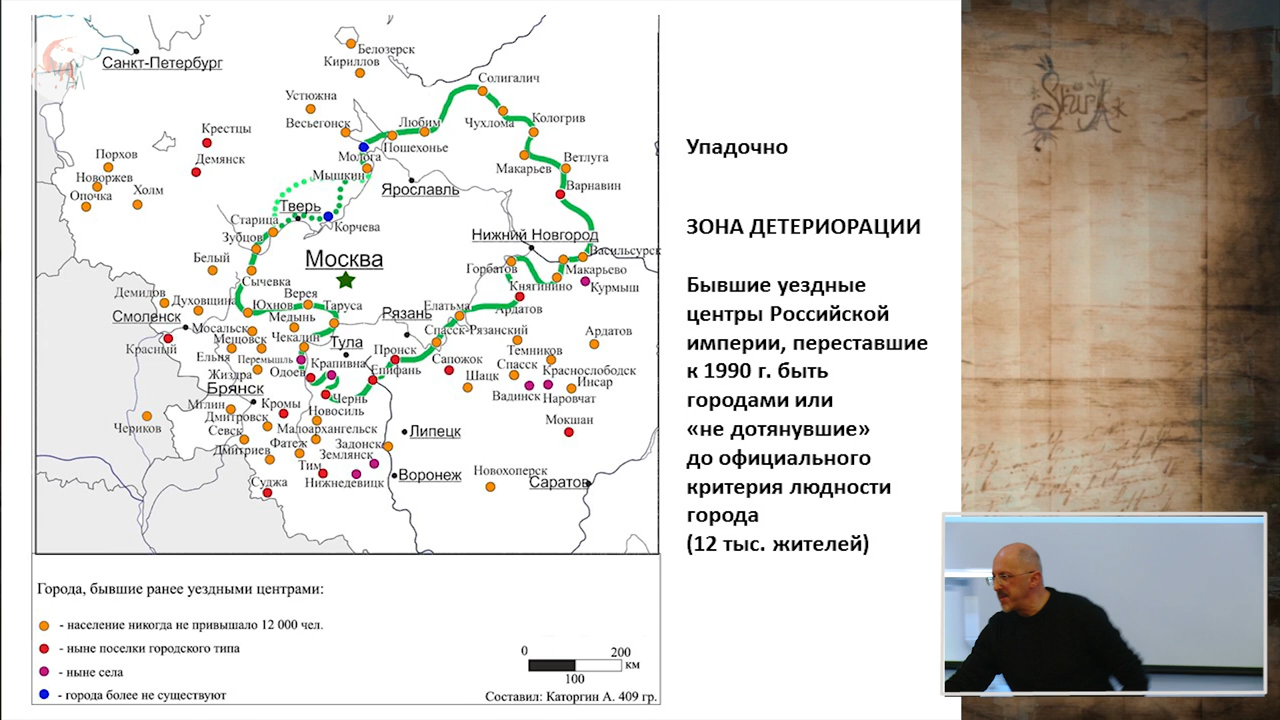 Санкт-Петербург
Белозерск
Кириллов
Солигалич
Устюжна
Весьегонск
Любим
Чухлома
Кологрив
Крестцы
Пошехонье
Молога
Макарьев
Ветлуга
Порхов
Демянск
Новоржев
Мышкин
Варнавин
Опочка
Холм
Ярославль
Тверь
Старица
Корчева
Нижний Новгород
Зубцов
Васильсурск
Белый
Москва
Горбатов
Макарьево
Сычевка
Княгинино
Курмыш
Демидов
Духовщина
Верея
Юхнов
Таруса
Елатьма
Ардатов
Смоленск
Медынь
Рязань
Мосальск
Спасск-Рязанский
Ардатов
Мещовск
Чекалин
Тула
Красный
Ельня
Перемышль
Крапивна
Пронск
Сапожок
Темников
Жиздра
Одоев
Епифань
Шацк
Спасск
Краснослободск
Брянск
Инсар
Вадинск
Наровчат
Мглин
Кромы
Чернь
Дмитровск
Новосиль
Мокшан
Чериков
Севск
Малоархангельск
Липецк
Дмитриев
Фатеж
Задонск
Землянск
Тим
Воронеж
Новохоперск
Суджа
Нижнедевицк
Саратов
Города, бывшие ранее уездными центрами:
- население никогда не привышало 12 000 чел.
- ныне поселки городского типа
- ныне села
- города более не существуют
0 200
км
100
Составил: Каторгин А. 409 гр.
Упадочно
ЗОНА ДЕТЕРИОРАЦИИ
Бывшие уездные
центры Российской
империи, переставшие
к 1990 г. быть
городами или
«не дотянувшие»
до официального
критерия людности
города
(12 тыс. жителей)